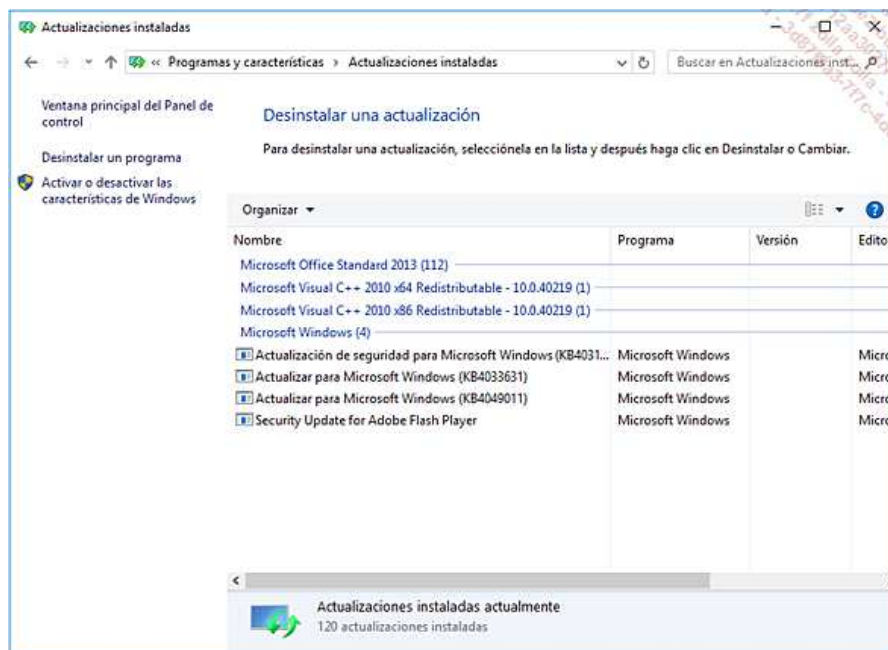 Actualizaciones instaladas
« Programas y características › Actualizaciones instaladas
Buscar en Actualizaciones inst...
Ventana principal del Panel de
control
Desinstalar un programa
Activar o desactivar las
características de Windows
Desinstalar una actualización
Para desinstalar una actualización, selecciónela en la lista y después haga clic en Desinstalar o Cambiar.
Organizar
Nombre Programa Versión Edito
Microsoft Office Standard 2013 (112)
Microsoft Visual C++ 2010 x64 Redistributable - 10.0.40219 (1)
Microsoft Visual C++ 2010 x86 Redistributable - 10.0.40219 (1)
Microsoft Windows (4)
Actualización de seguridad para Microsoft Windows (KB4031... Microsoft Windows Micro
Actualizar para Microsoft Windows (KB4033631) Microsoft Windows Micro
Actualizar para Microsoft Windows (KB4049011) Microsoft Windows Micro
Security Update for Adobe Flash Player Microsoft Windows Micro
Actualizaciones instaladas actualmente
120 actualizaciones instaladas